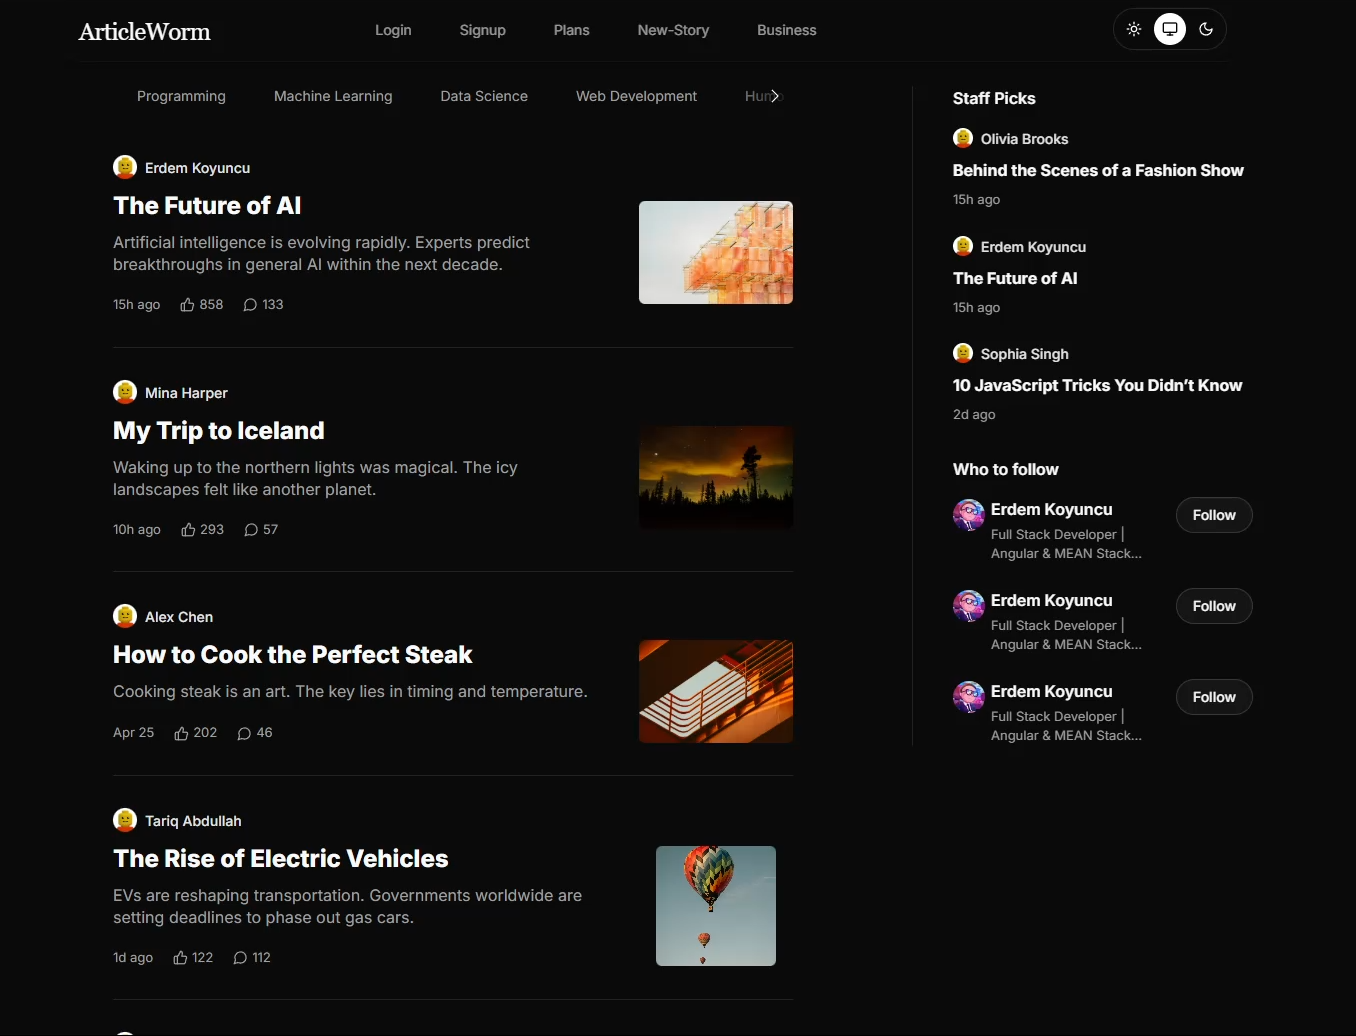 ArticleWorm
Login
Signup
Plans
New-Story
Business
Programming
Machine Learning
Data Science
Web Development
Erdem Koyuncu
The Future of AI
Artificial intelligence is evolving rapidly. Experts predict
breakthroughs in general AI within the next decade.
15h ago 858 133
Mina Harper
My Trip to Iceland
Waking up to the northern lights was magical. The icy
landscapes felt like another planet.
10h ago 293 57
Alex Chen
How to Cook the Perfect Steak
Cooking steak is an art. The key lies in timing and temperature.
Apr 25 202 46
Tariq Abdullah
The Rise of Electric Vehicles
EVs are reshaping transportation. Governments worldwide are
setting deadlines to phase out gas cars.
1d ago 122 112
Staff Picks
Olivia Brooks
Behind the Scenes of a Fashion Show
15h ago
Erdem Koyuncu
The Future of AI
15h ago
Sophia Singh
10 JavaScript Tricks You Didn’t Know
2d ago
Who to follow
Erdem Koyuncu
Full Stack Developer |
Angular & MEAN Stack...
Follow
Erdem Koyuncu
Full Stack Developer |
Angular & MEAN Stack...
Follow
Erdem Koyuncu
Full Stack Developer |
Angular & MEAN Stack...
Follow